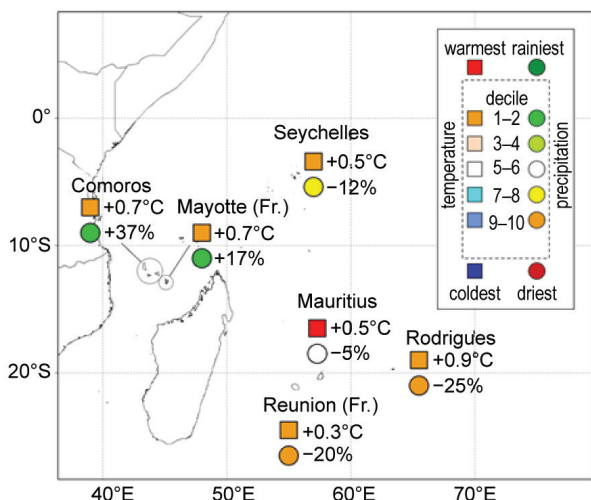 warmest rainiest
decile
1–2
3–4
5–6
7–8
9–10
temperature
precipitation
coldest driest
0°
10°S
20°S
Seychelles
+0.5°C
−12%
Comoros
+0.7°C
+37%
Mayotte (Fr.)
+0.7°C
+17%
Mauritius
+0.5°C
−5%
Rodrigues
+0.9°C
−25%
Reunion (Fr.)
+0.3°C
−20%
40°E 50°E 60°E 70°E